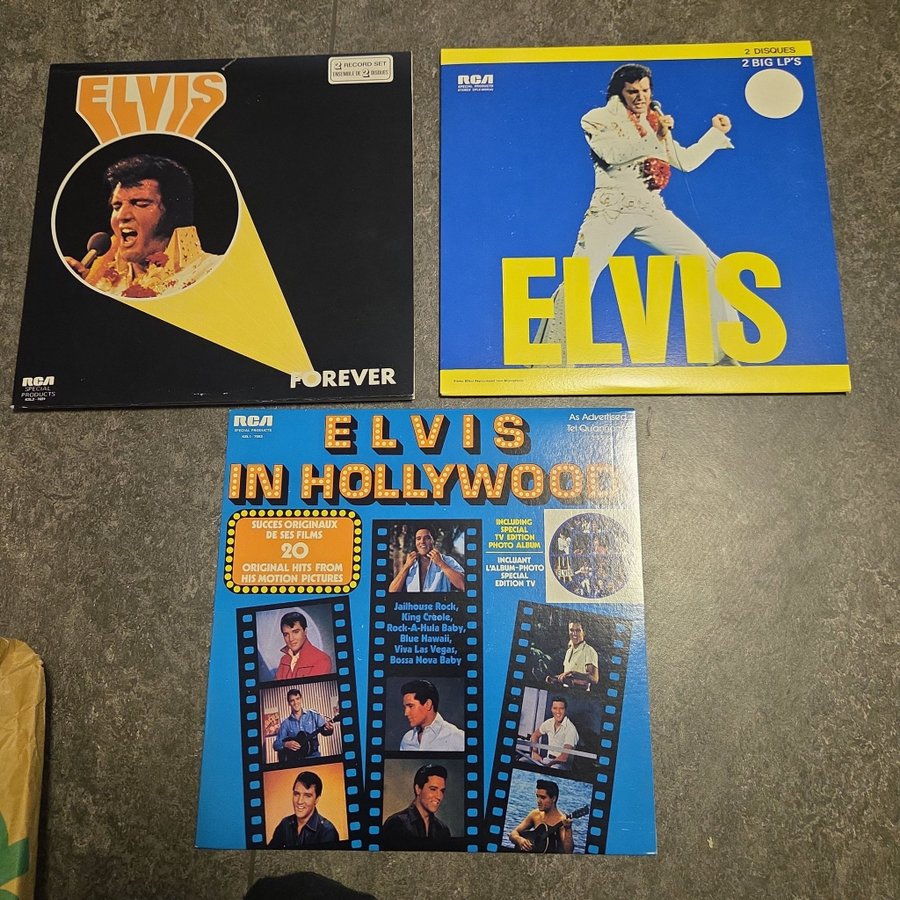 ELVIS
2 RECORD SET
ENSEMBLE DE 2 DISQUES
FOREVER
RCA
SPECIAL
PRODUCTS
2 DISQUES
2 BIG LP'S
RCA
SPECIAL PRODUCTS
ELVIS
RCA
SPECIAL PRODUCTS
As Advertised
ELVIS
IN HOLLYWOOD
SUCCES ORIGINAUX
DE SES FILMS
20
ORIGINAL HITS FROM
HIS MOTION PICTURES
INCLUDING
SPECIAL
TV EDITION
PHOTO ALBUM
INCLUANT
L'ALBUM-PHOTO
SPECIAL
EDITION TV
Jailhouse Rock,
King Creole,
Rock-A-Hula Baby,
Blue Hawaii,
Viva Las Vegas,
Bossa Nova Baby